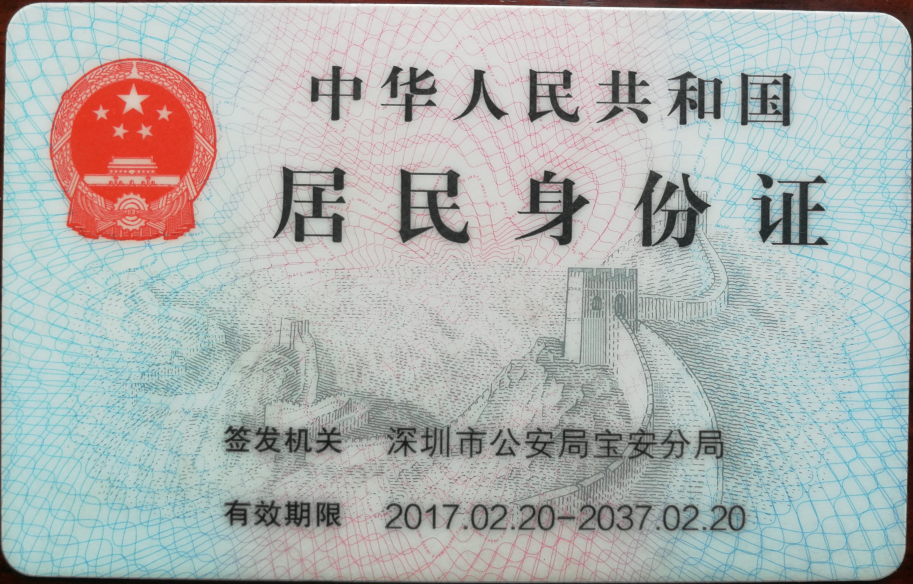 中华人民共和国
居民身份证
签发机关 深圳市公安局宝安分局
有效期限 2017.02.20-2037.02.20